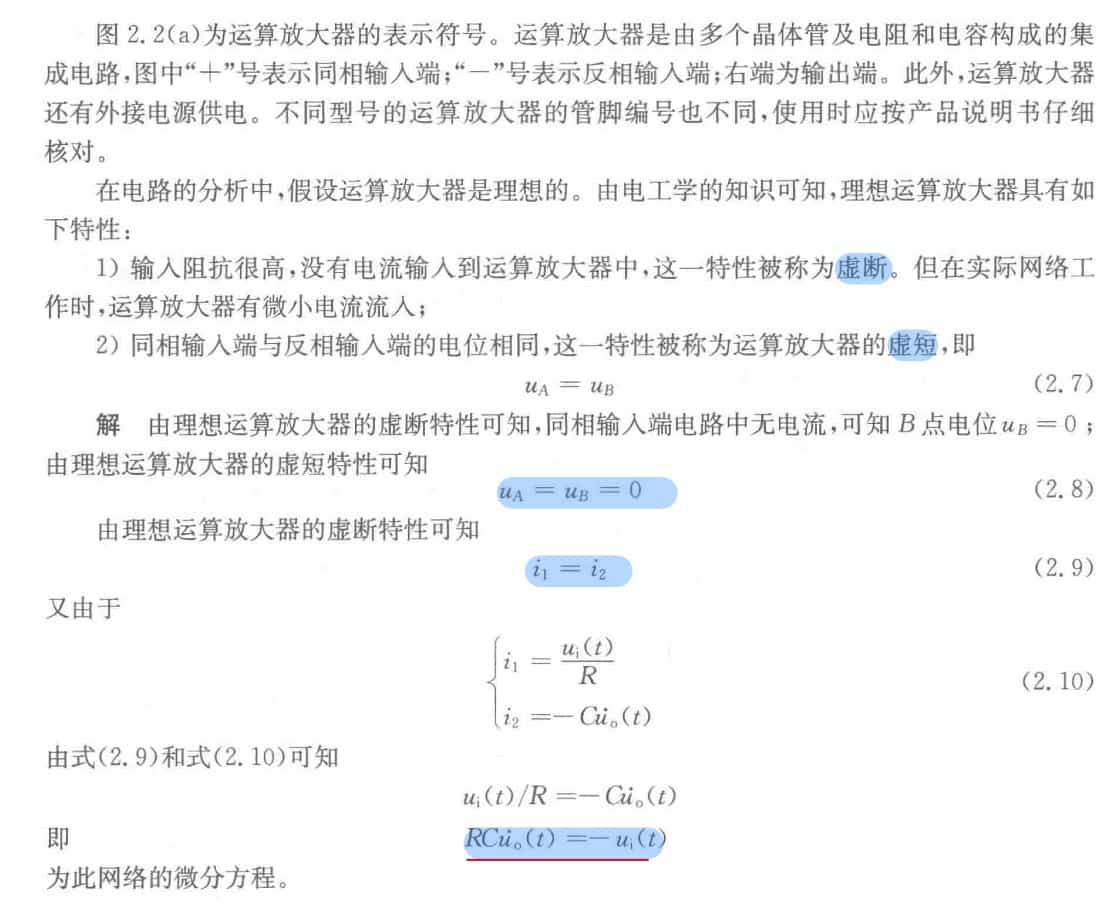 图 2.2(a)为运算放大器的表示符号。运算放大器是由多个晶体管及电阻和电容构成的集
成电路,图中“+”号表示同相输入端;“-”号表示反相输入端;右端为输出端。此外,运算放大器
还有外接电源供电。不同型号的运算放大器的管脚编号也不同,使用时应按产品说明书仔细
核对。
在电路的分析中,假设运算放大器是理想的。由电工学的知识可知,理想运算放大器具有如
下特性:
1) 输入阻抗很高,没有电流输入到运算放大器中,这一特性被称为虚断。但在实际网络工
作时,运算放大器有微小电流流入;
2) 同相输入端与反相输入端的电位相同,这一特性被称为运算放大器的虚短,即
u_A = u_B (2.7)
解 由理想运算放大器的虚断特性可知,同相输入端电路中无电流,可知 B 点电位 u_B = 0 ;
由理想运算放大器的虚短特性可知
u_A = u_B = 0 (2.8)
由理想运算放大器的虚断特性可知
i_1 = i_2 (2.9)
又由于
{ i_1 = u_i(t)/R
i_2 =- Cu̇_o(t) (2.10)
由式(2.9)和式(2.10)可知
u_i(t)/R =- Cu̇_o(t)
即 RCu̇_o(t) =- u_i(t)
为此网络的微分方程。